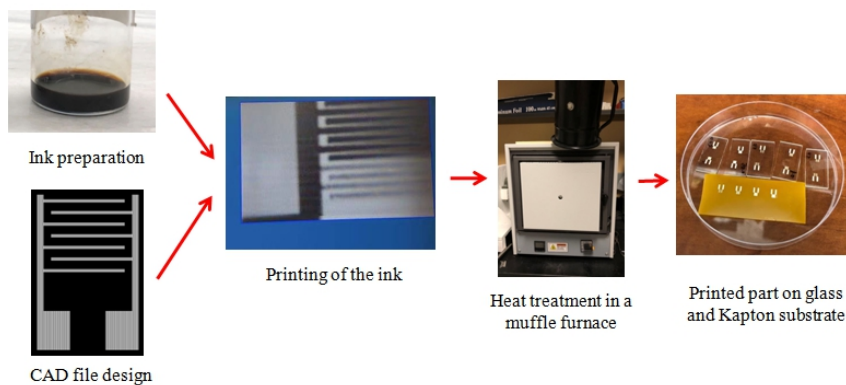 Ink preparation
CAD file design
Printing of the ink
Heat treatment in a
muffle furnace
Printed part on glass
and Kapton substrate